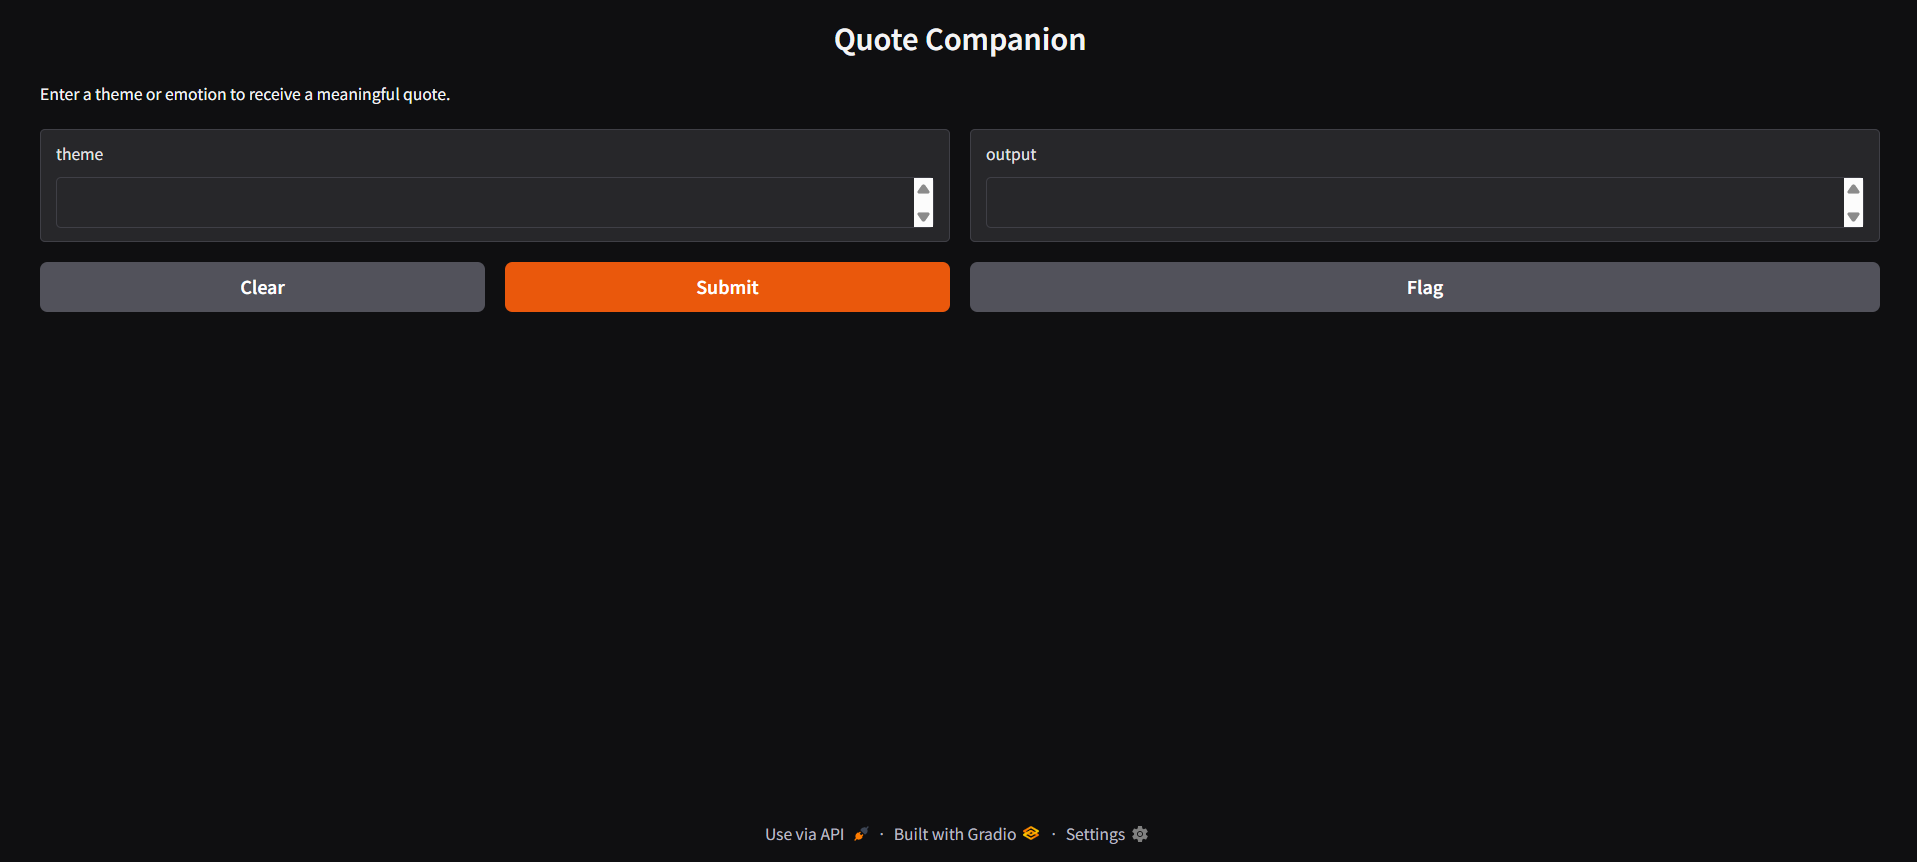 Quote Companion
Enter a theme or emotion to receive a meaningful quote.
theme
output
Clear
Submit
Flag
Use via API · Built with Gradio · Settings